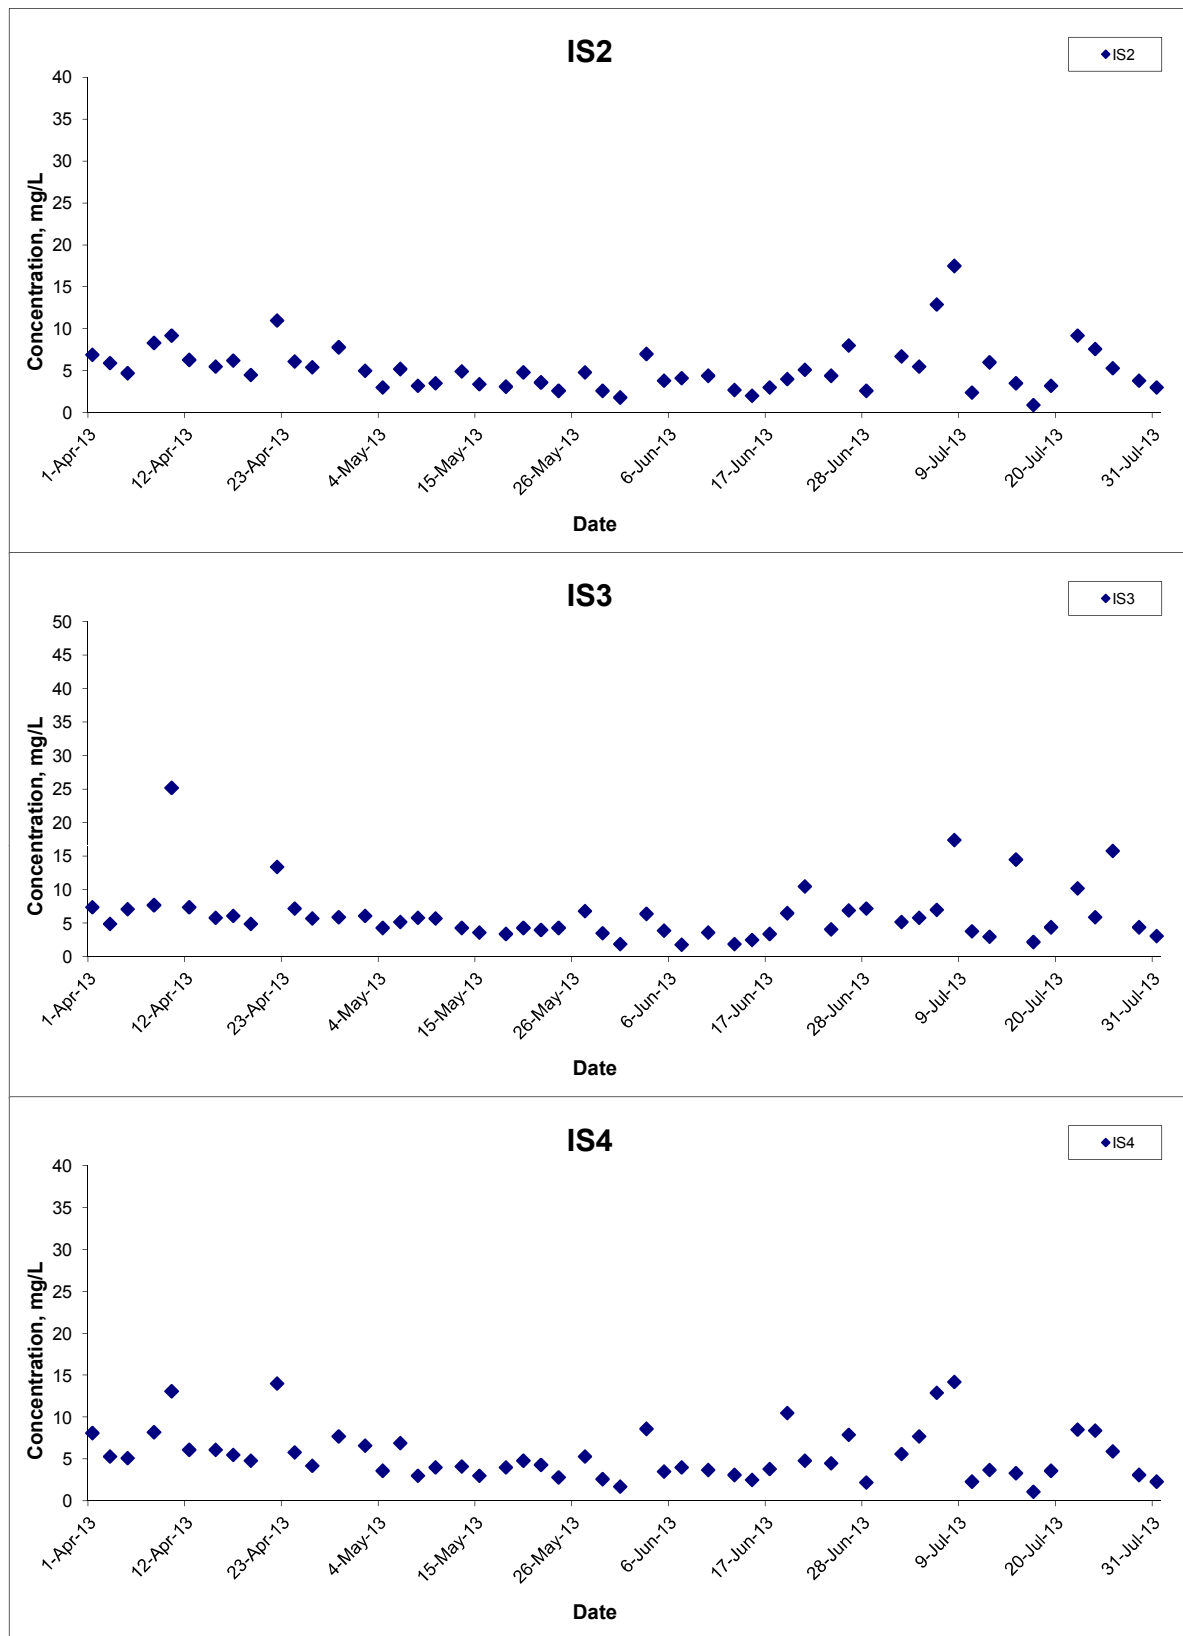 IS2
IS2
40
35
30
25
20
15
10
5
0
Concentration, mg/L
1-Apr-13 12-Apr-13 23-Apr-13 4-May-13 15-May-13 26-May-13 6-Jun-13 17-Jun-13 28-Jun-13 9-Jul-13 20-Jul-13 31-Jul-13
Date
IS3
IS3
50
45
40
35
30
25
20
15
10
5
0
Concentration, mg/L
1-Apr-13 12-Apr-13 23-Apr-13 4-May-13 15-May-13 26-May-13 6-Jun-13 17-Jun-13 28-Jun-13 9-Jul-13 20-Jul-13 31-Jul-13
Date
IS4
IS4
40
35
30
25
20
15
10
5
0
Concentration, mg/L
1-Apr-13 12-Apr-13 23-Apr-13 4-May-13 15-May-13 26-May-13 6-Jun-13 17-Jun-13 28-Jun-13 9-Jul-13 20-Jul-13 31-Jul-13
Date